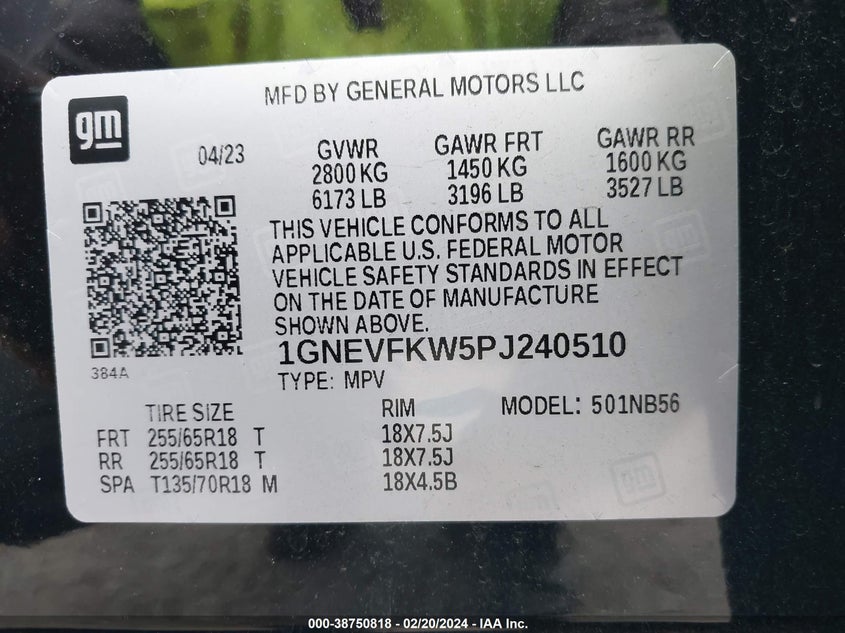 MFD BY GENERAL MOTORS LLC
gm
04/23
GVWR GAWR FRT GAWR RR
2800 KG 1450 KG 1600 KG
6173 LB 3196 LB 3527 LB
THIS VEHICLE CONFORMS TO ALL
APPLICABLE U.S. FEDERAL MOTOR
VEHICLE SAFETY STANDARDS IN EFFECT
ON THE DATE OF MANUFACTURE
SHOWN ABOVE.
1GNEVFKW5PJ240510
384A
TYPE: MPV
TIRE SIZE RIM MODEL: 501NB56
FRT 255/65R18 T 18X7.5J
RR 255/65R18 T 18X7.5J
SPA T135/70R18 M 18X4.5B
000-38750818 - 02/20/2024 - IAA Inc.